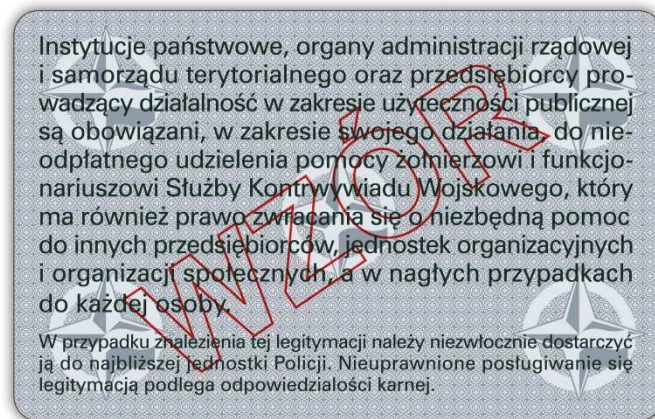 Instytucje państwowe, organy administracji rządowej
i samorządu terytorialnego oraz przedsiębiorcy pro-
wadzący działalność w zakresie użyteczności publicznej
są obowiązani, w zakresie swojego działania, do nie-
odpłatnego udzielenia pomocy żołnierzowi i funkcjo-
nariuszowi Służby Kontrwywiadu Wojskowego, który
ma również prawo zwracania się o niezbędną pomoc
do innych przedsiębiorców, jednostek organizacyjnych
i organizacji społecznych, a w nagłych przypadkach
do każdej osoby.
W przypadku znalezienia tej legitymacji należy niezwłocznie dostarczyć
ją do najbliższej jednostki Policji. Nieuprawnione posługiwanie się
legitymacją podlega odpowiedzialości karnej.
WZÓR